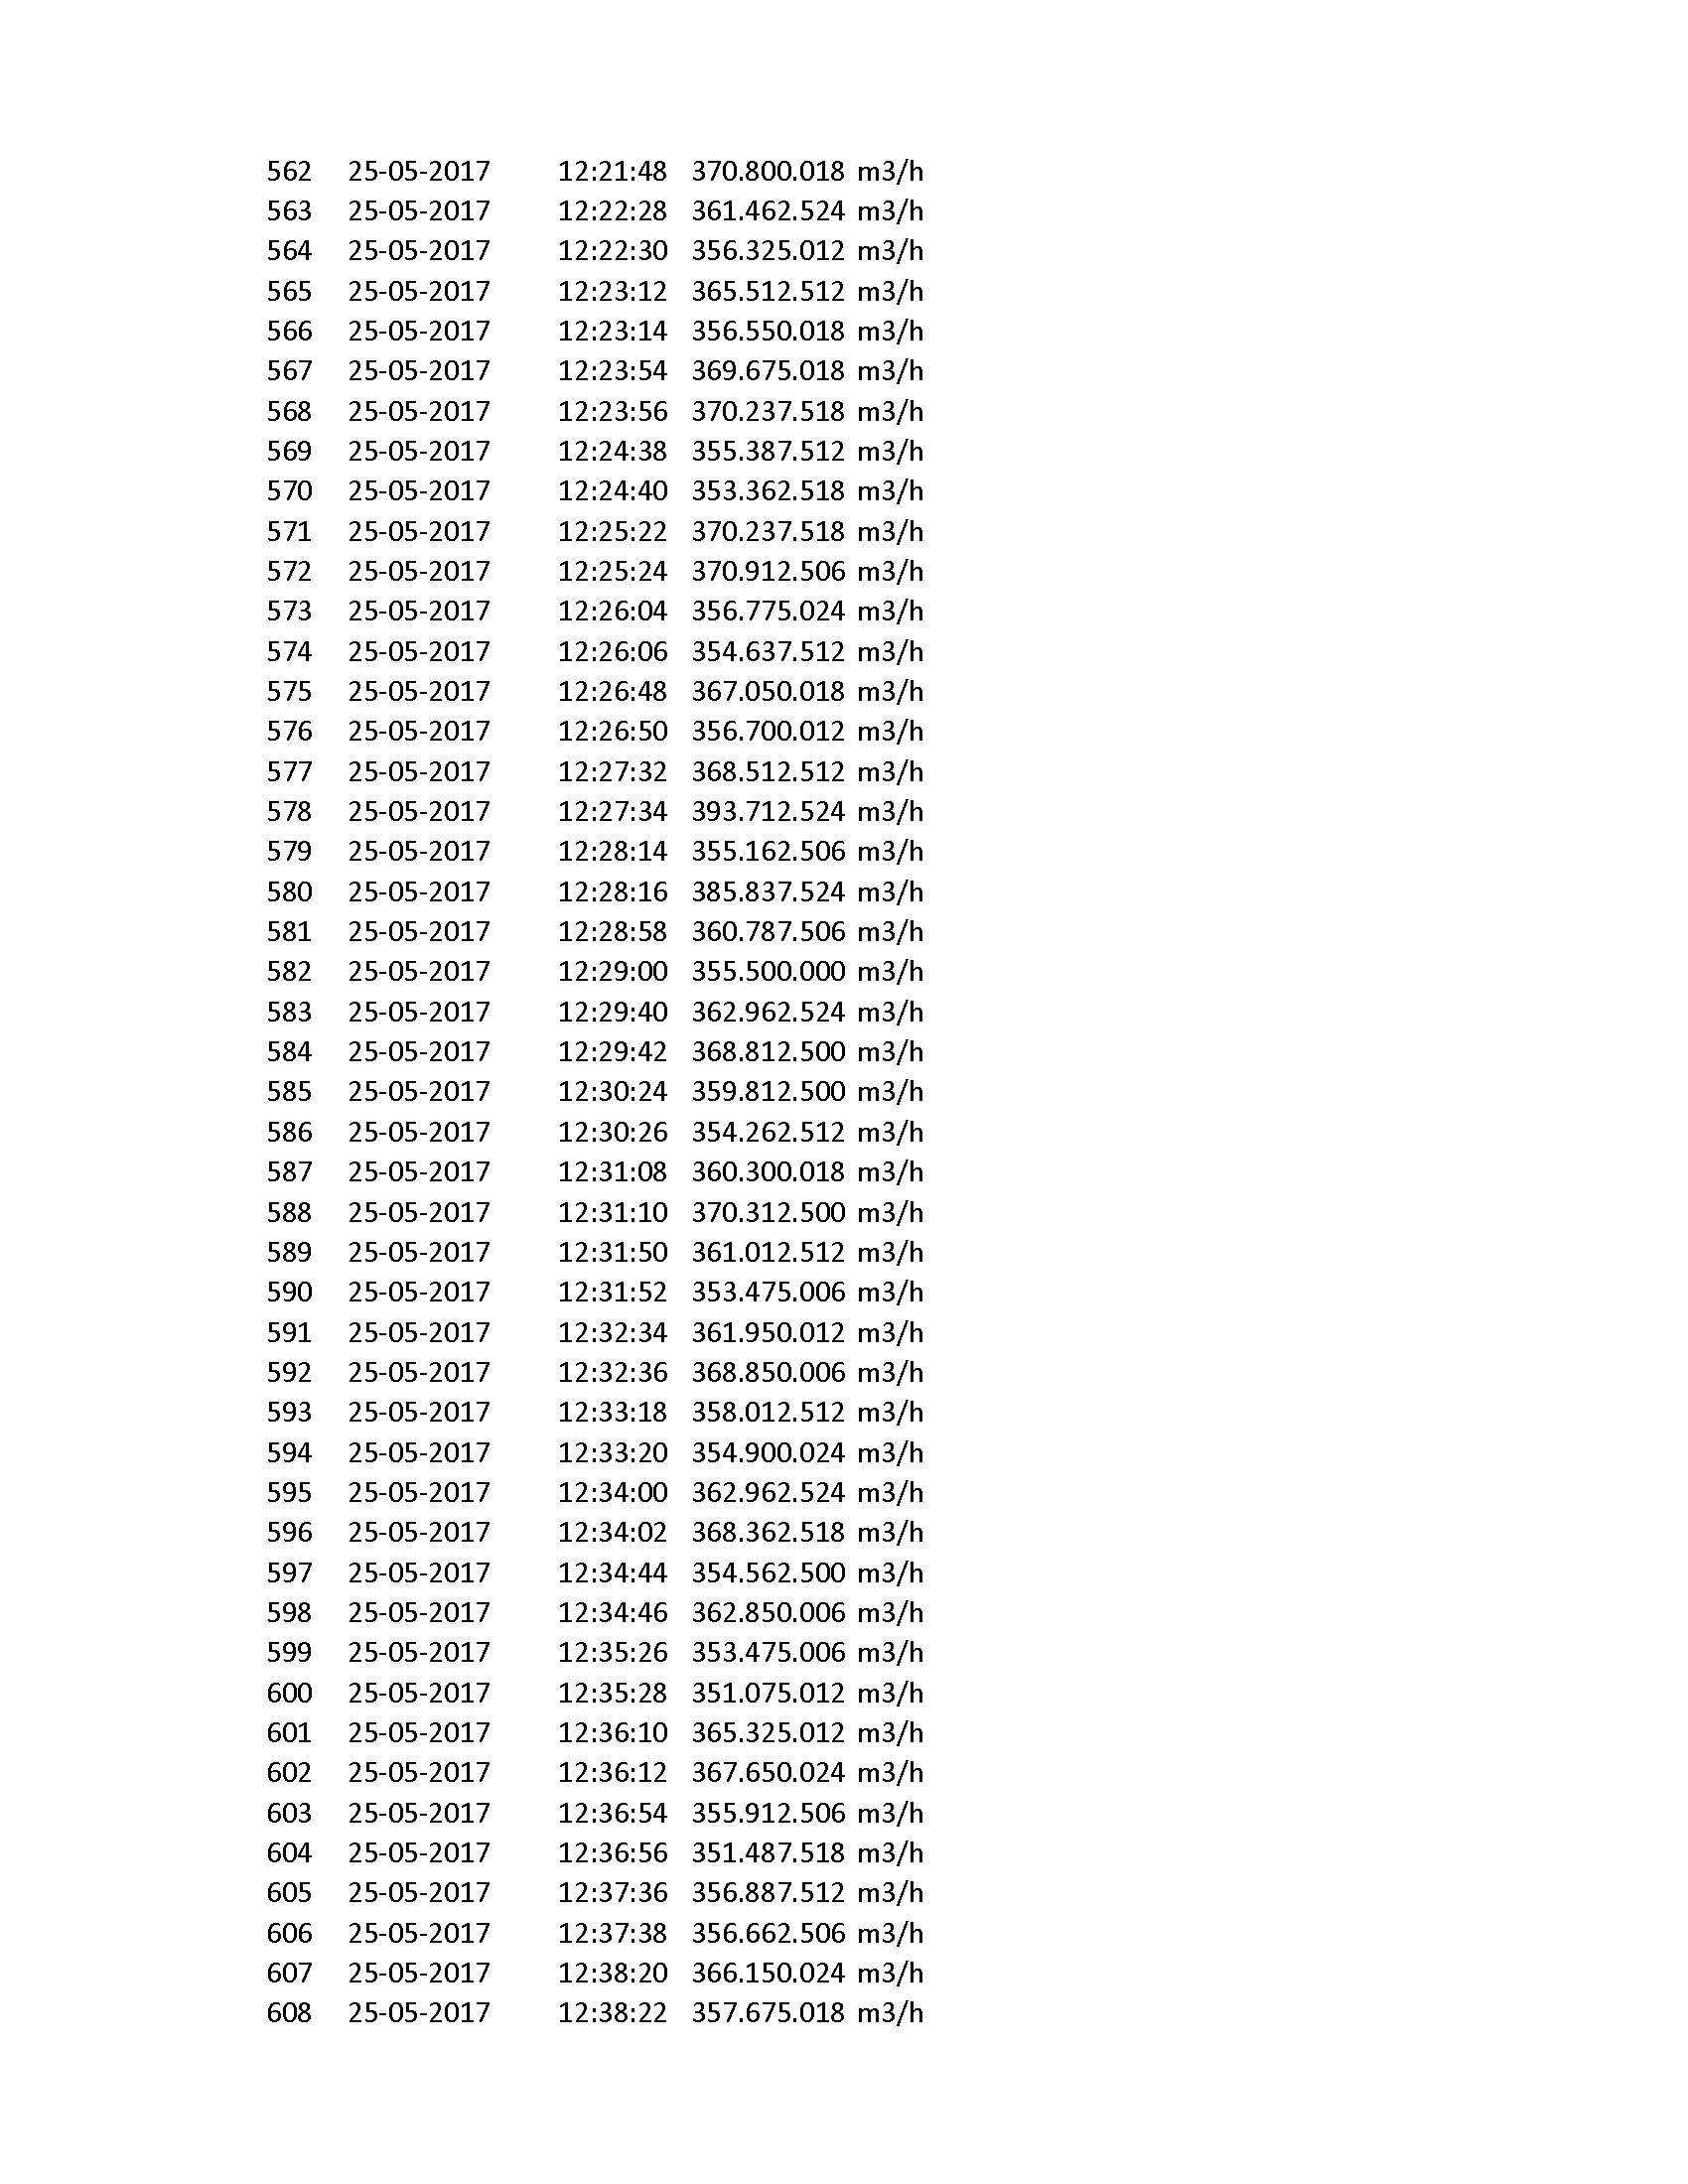 562 25-05-2017 12:21:48 370.800.018 m3/h
563 25-05-2017 12:22:28 361.462.524 m3/h
564 25-05-2017 12:22:30 356.325.012 m3/h
565 25-05-2017 12:23:12 365.512.512 m3/h
566 25-05-2017 12:23:14 356.550.018 m3/h
567 25-05-2017 12:23:54 369.675.018 m3/h
568 25-05-2017 12:23:56 370.237.518 m3/h
569 25-05-2017 12:24:38 355.387.512 m3/h
570 25-05-2017 12:24:40 353.362.518 m3/h
571 25-05-2017 12:25:22 370.237.518 m3/h
572 25-05-2017 12:25:24 370.912.506 m3/h
573 25-05-2017 12:26:04 356.775.024 m3/h
574 25-05-2017 12:26:06 354.637.512 m3/h
575 25-05-2017 12:26:48 367.050.018 m3/h
576 25-05-2017 12:26:50 356.700.012 m3/h
577 25-05-2017 12:27:32 368.512.512 m3/h
578 25-05-2017 12:27:34 393.712.524 m3/h
579 25-05-2017 12:28:14 355.162.506 m3/h
580 25-05-2017 12:28:16 385.837.524 m3/h
581 25-05-2017 12:28:58 360.787.506 m3/h
582 25-05-2017 12:29:00 355.500.000 m3/h
583 25-05-2017 12:29:40 362.962.524 m3/h
584 25-05-2017 12:29:42 368.812.500 m3/h
585 25-05-2017 12:30:24 359.812.500 m3/h
586 25-05-2017 12:30:26 354.262.512 m3/h
587 25-05-2017 12:31:08 360.300.018 m3/h
588 25-05-2017 12:31:10 370.312.500 m3/h
589 25-05-2017 12:31:50 361.012.512 m3/h
590 25-05-2017 12:31:52 353.475.006 m3/h
591 25-05-2017 12:32:34 361.950.012 m3/h
592 25-05-2017 12:32:36 368.850.006 m3/h
593 25-05-2017 12:33:18 358.012.512 m3/h
594 25-05-2017 12:33:20 354.900.024 m3/h
595 25-05-2017 12:34:00 362.962.524 m3/h
596 25-05-2017 12:34:02 368.362.518 m3/h
597 25-05-2017 12:34:44 354.562.500 m3/h
598 25-05-2017 12:34:46 362.850.006 m3/h
599 25-05-2017 12:35:26 353.475.006 m3/h
600 25-05-2017 12:35:28 351.075.012 m3/h
601 25-05-2017 12:36:10 365.325.012 m3/h
602 25-05-2017 12:36:12 367.650.024 m3/h
603 25-05-2017 12:36:54 355.912.506 m3/h
604 25-05-2017 12:36:56 351.487.518 m3/h
605 25-05-2017 12:37:36 356.887.512 m3/h
606 25-05-2017 12:37:38 356.662.506 m3/h
607 25-05-2017 12:38:20 366.150.024 m3/h
608 25-05-2017 12:38:22 357.675.018 m3/h